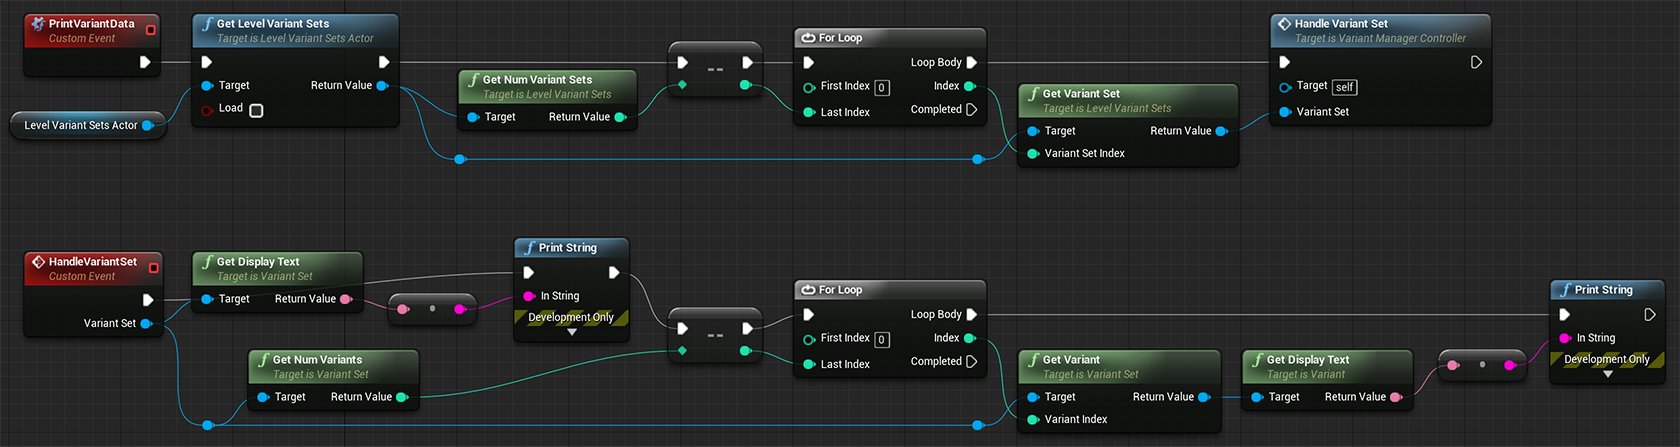 PrintVariantData
Custom Event
Level Variant Sets Actor
Get Level Variant Sets
Target is Level Variant Sets Actor
Target
Return Value
Load
Get Num Variant Sets
Target is Level Variant Sets
Target
Return Value
--
For Loop
Loop Body
First Index 0
Index
Last Index
Completed
Get Variant Set
Target is Level Variant Sets
Target
Return Value
Variant Set Index
Handle Variant Set
Target is Variant Manager Controller
Target self
Variant Set
HandleVariantSet
Custom Event
Variant Set
Get Display Text
Target is Variant Set
Target
Return Value
Get Num Variants
Target is Variant Set
Target
Return Value
Print String
In String
Development Only
--
For Loop
Loop Body
First Index 0
Index
Last Index
Completed
Get Variant
Target is Variant Set
Target
Return Value
Variant Index
Get Display Text
Target is Variant
Target
Return Value
Print String
In String
Development Only